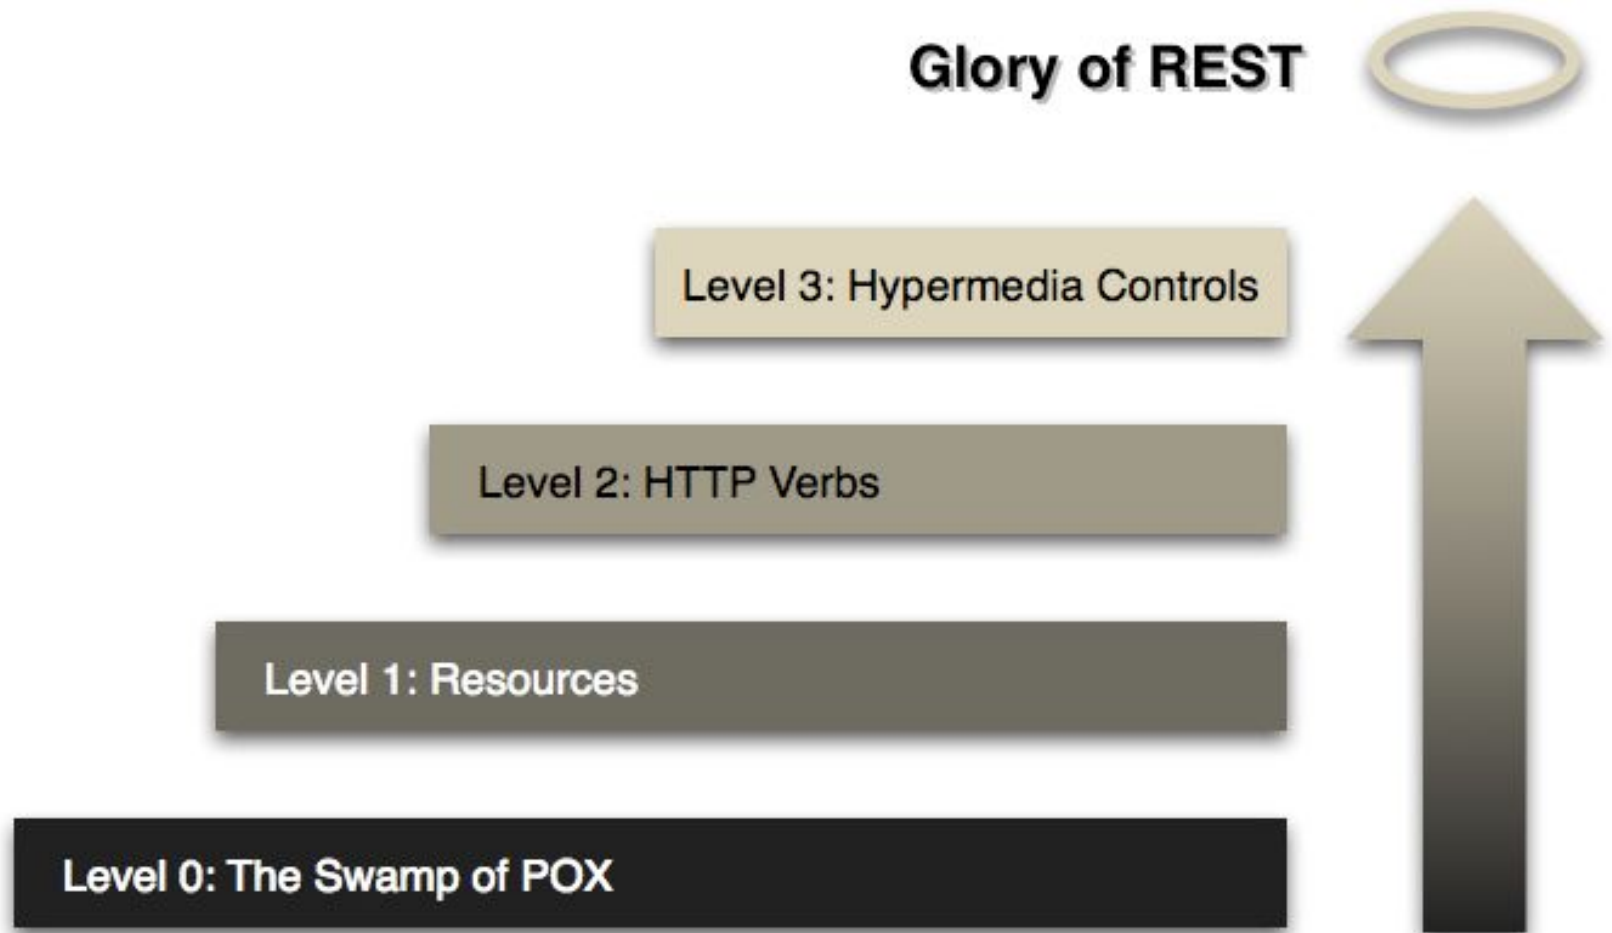 Glory of REST
Level 3: Hypermedia Controls
Level 2: HTTP Verbs
Level 1: Resources
Level 0: The Swamp of POX